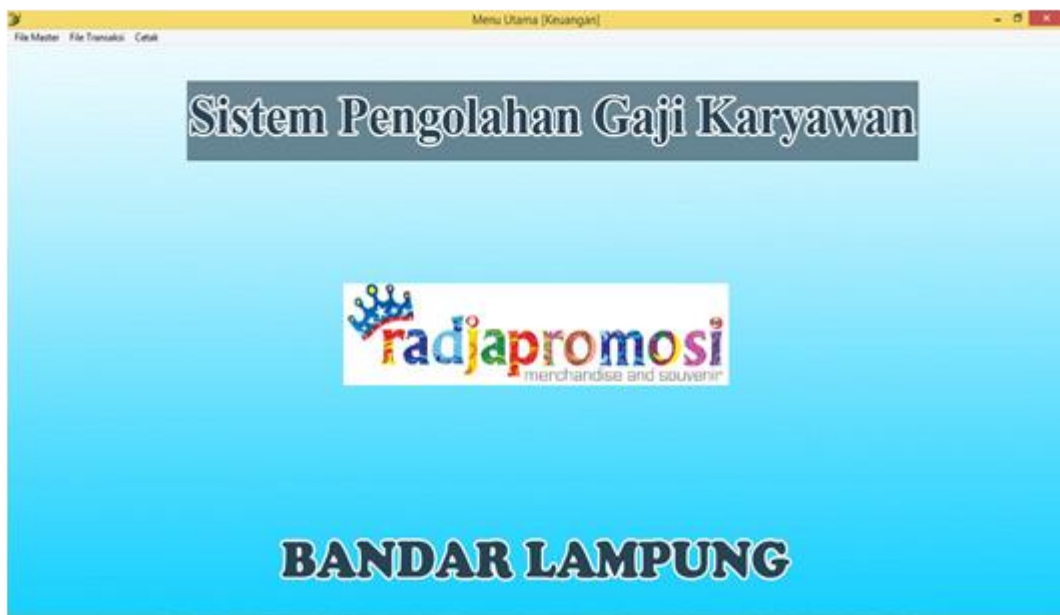 Menu Utama [Keuangan]
File Master File Transaksi Cetak
Sistem Pengolahan Gaji Karyawan
radjapromosi
merchandise and souvenir
BANDAR LAMPUNG